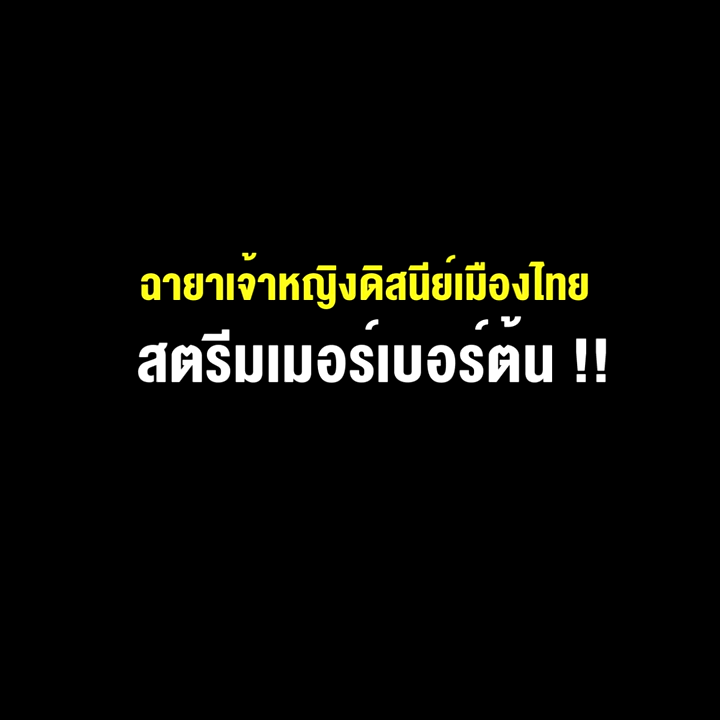 ฉายาเจ้าหญิงดิสนีย์เมืองไทย
สตรีมเมอร์เบอร์ต้น !!